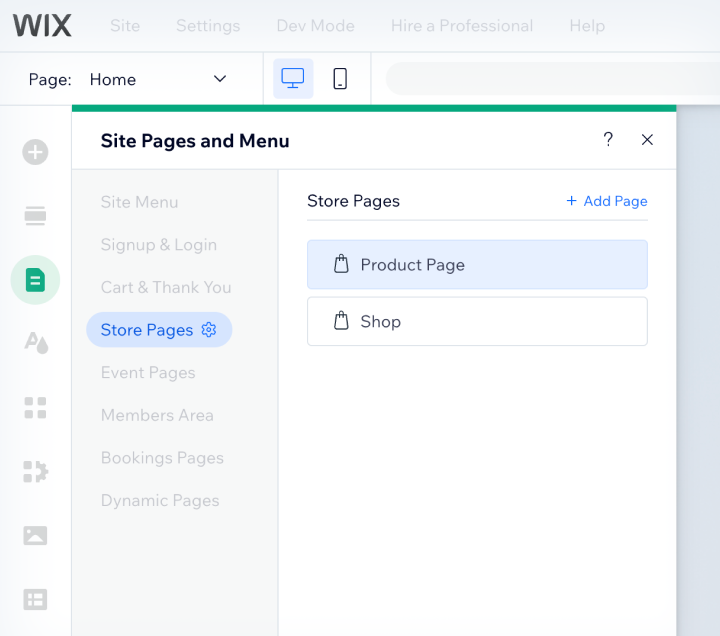 WIX Site Settings Dev Mode Hire a Professional Help
Page: Home
Site Pages and Menu ?
Site Menu
Signup & Login
Cart & Thank You
Store Pages
Event Pages
Members Area
Bookings Pages
Dynamic Pages
Store Pages + Add Page
Product Page
Shop